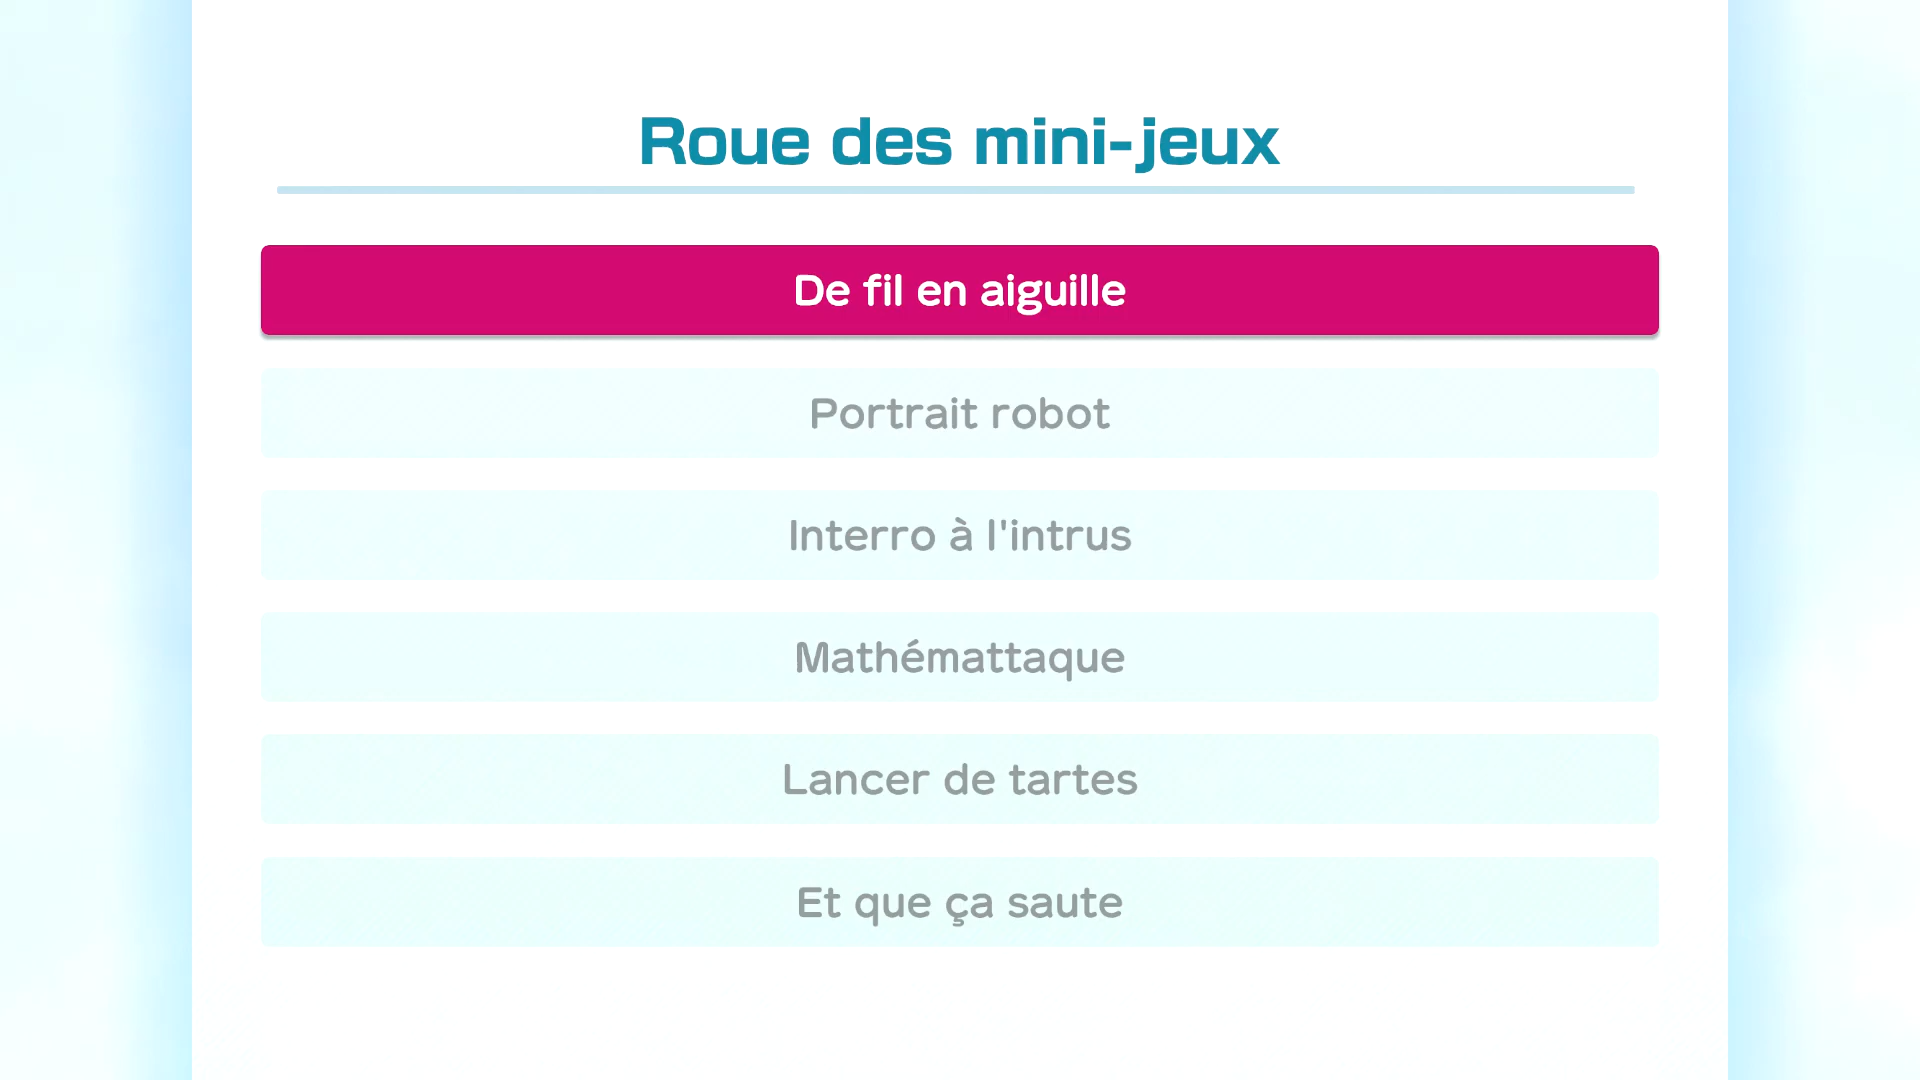 Roue des mini-jeux
De fil en aiguille
Portrait robot
Interro à l'intrus
Mathémattaque
Lancer de tartes
Et que ça saute